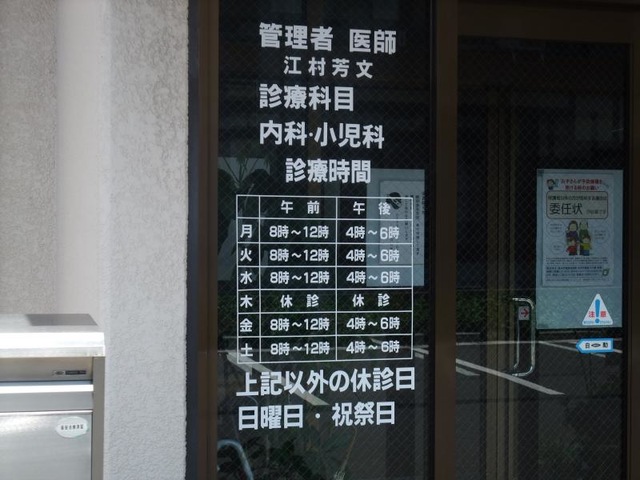 管理者 医師
江村芳文
診療科目
内科・小児科
診療時間
午前 午後
月 8時～12時 4時～6時
火 8時～12時 4時～6時
水 8時～12時 4時～6時
木 休診 休診
金 8時～12時 4時～6時
土 8時～12時 4時～6時
上記以外の休診日
日曜日・祝祭日
委任状
注意
自動